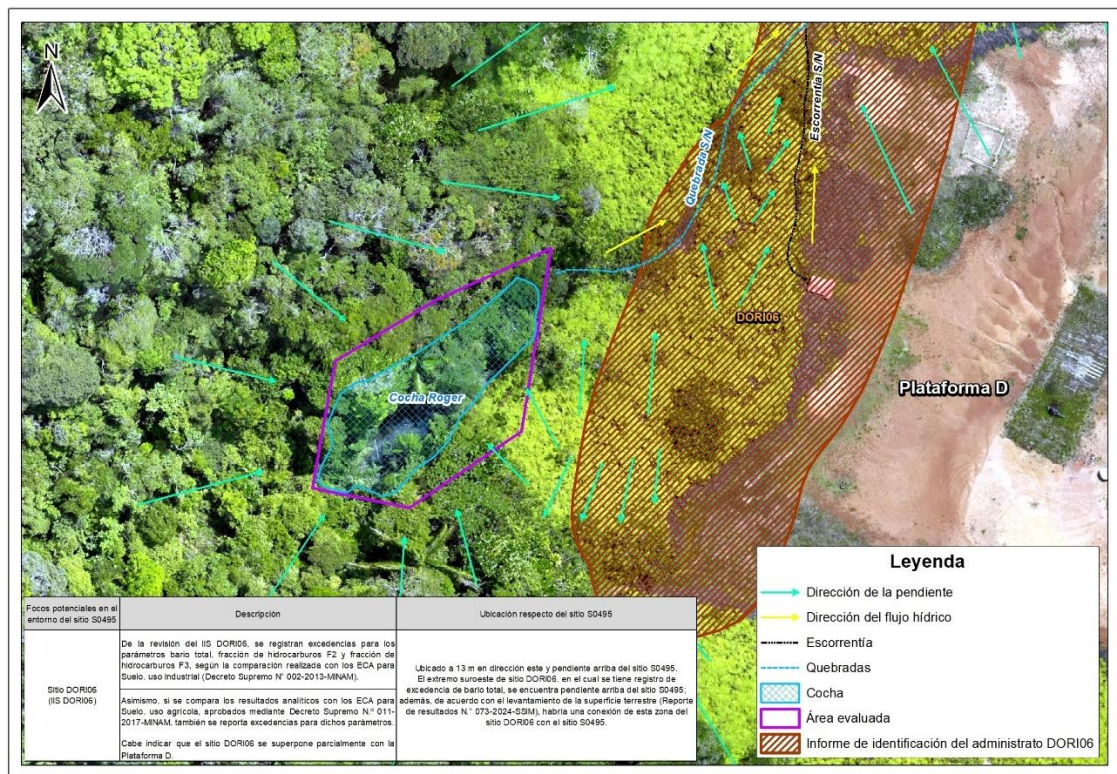 N
Quebrada S/N
Escorrentía S/N
DORI06
Cocha Roger
Plataforma D
Focos potenciales en el
entorno del sitio S0495
Descripción
Ubicación respecto del sitio S0495
Sitio DORI06
(IIS DORI06)
De la revisión del IIS DORI06, se registran excedencias para los
parámetros bario total, fracción de hidrocarburos F2 y fracción de
hidrocarburos F3, según la comparación realizada con los ECA para
Suelo, uso industrial (Decreto Supremo N° 002-2013-MINAM).
Asimismo, si se compara los resultados analíticos con los ECA para
Suelo, uso agrícola, aprobados mediante Decreto Supremo N.º 011-
2017-MINAM, también se reporta excedencias para dichos parámetros.
Cabe indicar que el sitio DORI06 se superpone parcialmente con la
Plataforma D.
Ubicado a 13 m en dirección este y pendiente arriba del sitio S0495.
El extremo suroeste de sitio DORI06, en el cual se tiene registro de
excedencia de bario total, se encuentra pendiente arriba del sitio S0495;
además, de acuerdo con el levantamiento de la superficie terrestre (Reporte
de resultados N.° 073-2024-SSIM), habría una conexión de esta zona del
sitio DORI06 con el sitio S0495.
Leyenda
Dirección de la pendiente
Dirección del flujo hídrico
Escorrentía
Quebradas
Cocha
Área evaluada
Informe de identificación del administrato DORI06